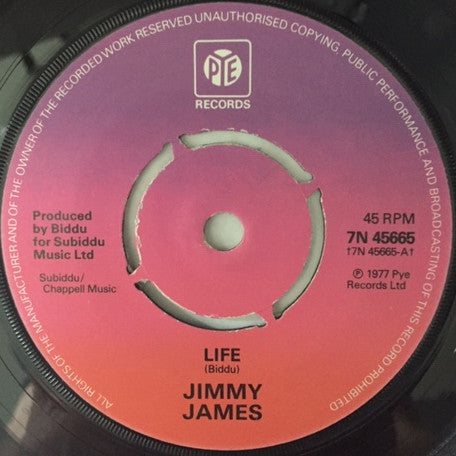 ALL RIGHTS OF THE MANUFACTURER AND OF THE OWNER OF THE RECORDED WORK RESERVED UNAUTHORISED COPYING, PUBLIC PERFORMANCE AND BROADCASTING OF THIS RECORD PROHIBITED
PYE
RECORDS
Produced
by Biddu
for Subiddu
Music Ltd
Subiddu/
Chappell Music
45 RPM
7N 45665
†7N 45665-A†
℗ 1977 Pye
Records Ltd
LIFE
(Biddu)
JIMMY
JAMES